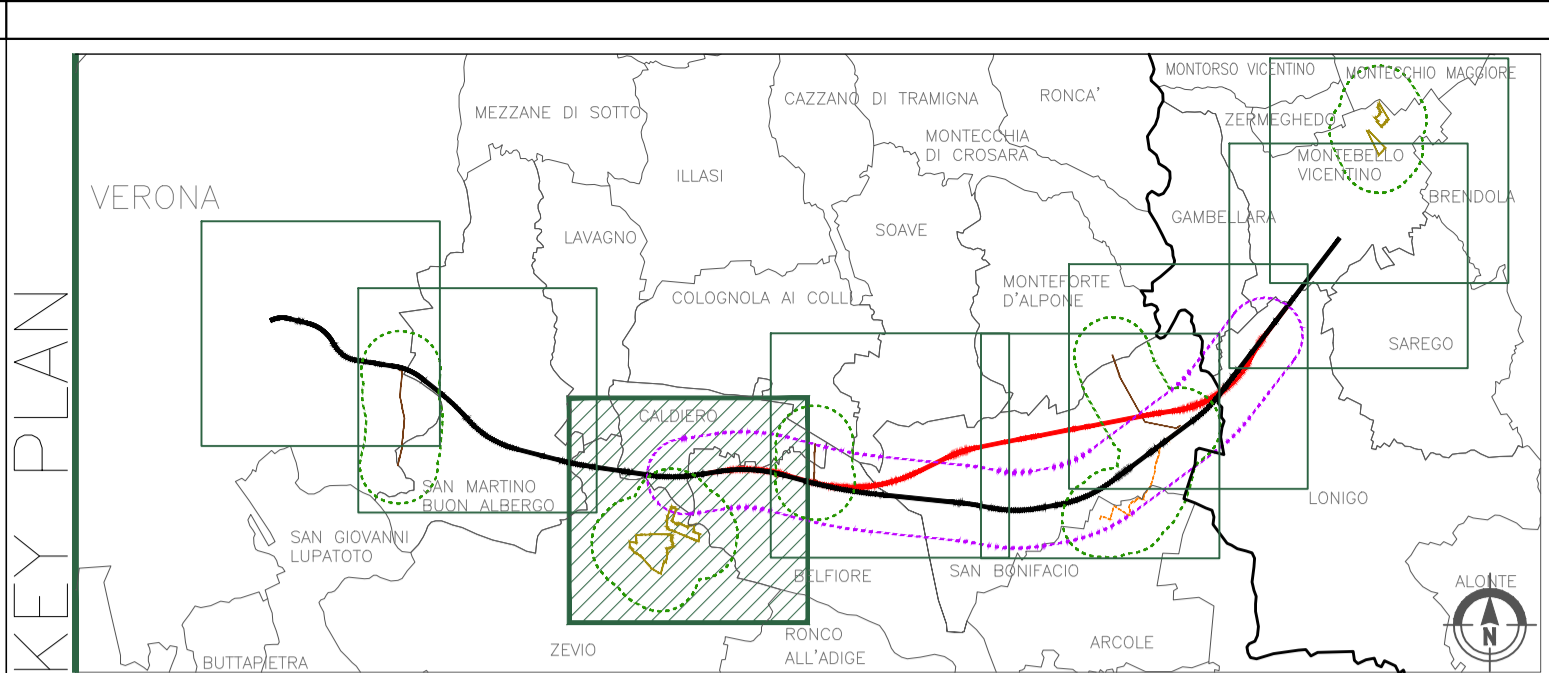 KEY PLAN
MONTORSO VICENTINO
MONTECCHIO MAGGIORE
MEZZANE DI SOTTO
CAZZANO DI TRAMIGNA
RONCA'
ZERMEGHEDO
MONTECCHIA
DI CROSARA
MONTEBELLO
VICENTINO
ILLASI
VERONA
BRENDOLA
GAMBELLARA
LAVAGNO
SOAVE
MONTEFORTE
D'ALPONE
COLOGNOLA AI COLLI
SAREGO
CALDIERO
SAN MARTINO
BUON ALBERGO
LONIGO
SAN GIOVANNI
LUPATOTO
BELFIORE
SAN BONIFACIO
ALONTE
N
RONCO
ALL'ADIGE
ARCOLE
ZEVIO
BUTTAPIETRA